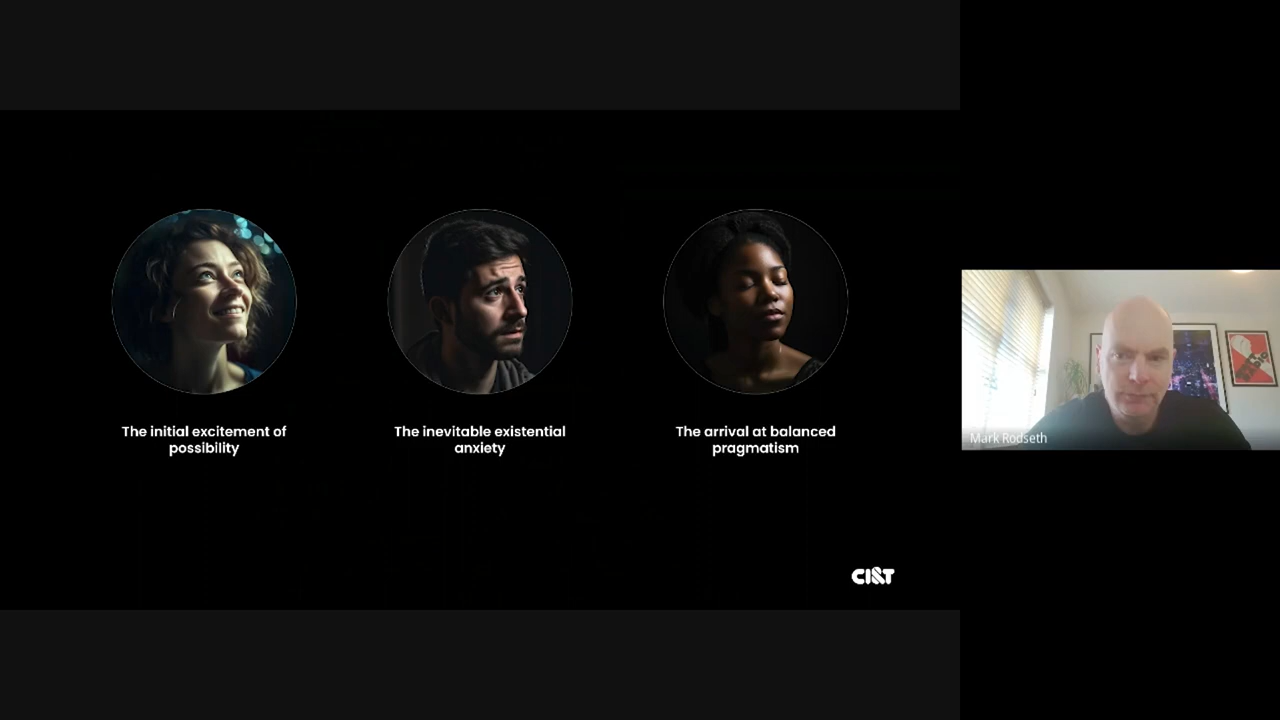 The initial excitement of
possibility
The inevitable existential
anxiety
The arrival at balanced
pragmatism
CI&T
Mark Rodseth